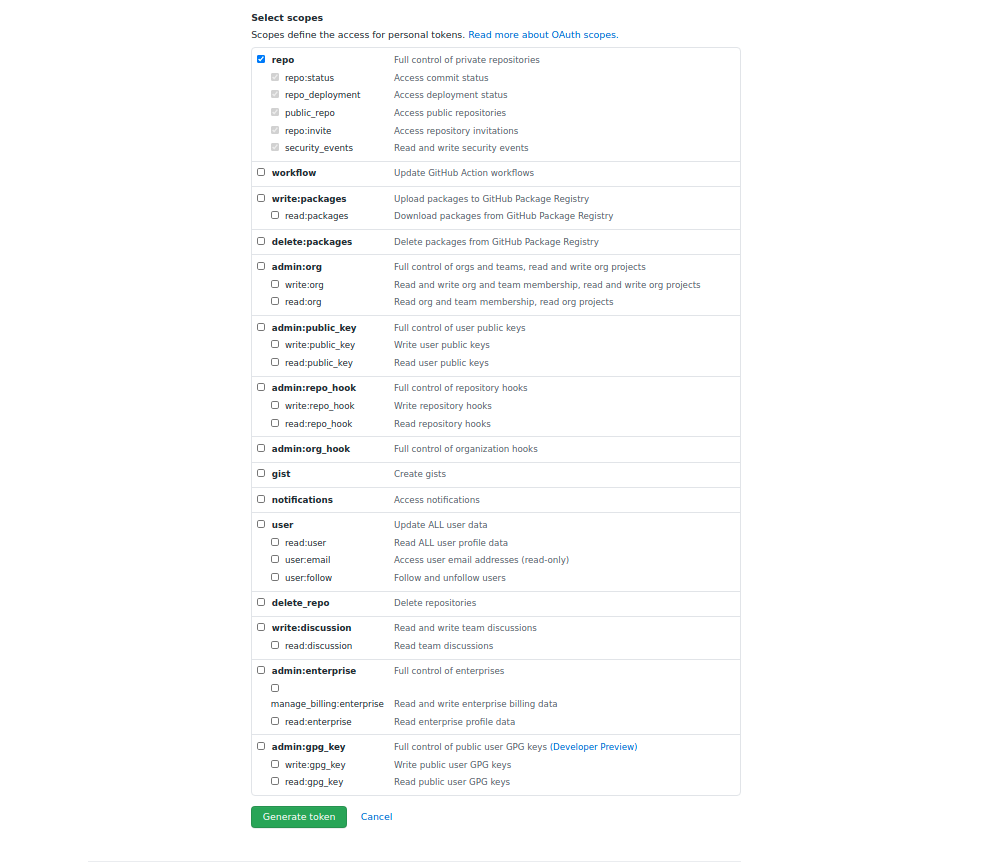 Select scopes
Scopes define the access for personal tokens. Read more about OAuth scopes.
repo Full control of private repositories
repo:status Access commit status
repo_deployment Access deployment status
public_repo Access public repositories
repo:invite Access repository invitations
security_events Read and write security events
workflow Update GitHub Action workflows
write:packages Upload packages to GitHub Package Registry
read:packages Download packages from GitHub Package Registry
delete:packages Delete packages from GitHub Package Registry
admin:org Full control of orgs and teams, read and write org projects
write:org Read and write org and team membership, read and write org projects
read:org Read org and team membership, read org projects
admin:public_key Full control of user public keys
write:public_key Write user public keys
read:public_key Read user public keys
admin:repo_hook Full control of repository hooks
write:repo_hook Write repository hooks
read:repo_hook Read repository hooks
admin:org_hook Full control of organization hooks
gist Create gists
notifications Access notifications
user Update ALL user data
read:user Read ALL user profile data
user:email Access user email addresses (read-only)
user:follow Follow and unfollow users
delete_repo Delete repositories
write:discussion Read and write team discussions
read:discussion Read team discussions
admin:enterprise Full control of enterprises
manage_billing:enterprise Read and write enterprise billing data
read:enterprise Read enterprise profile data
admin:gpg_key Full control of public user GPG keys (Developer Preview)
write:gpg_key Write public user GPG keys
read:gpg_key Read public user GPG keys
Generate token Cancel